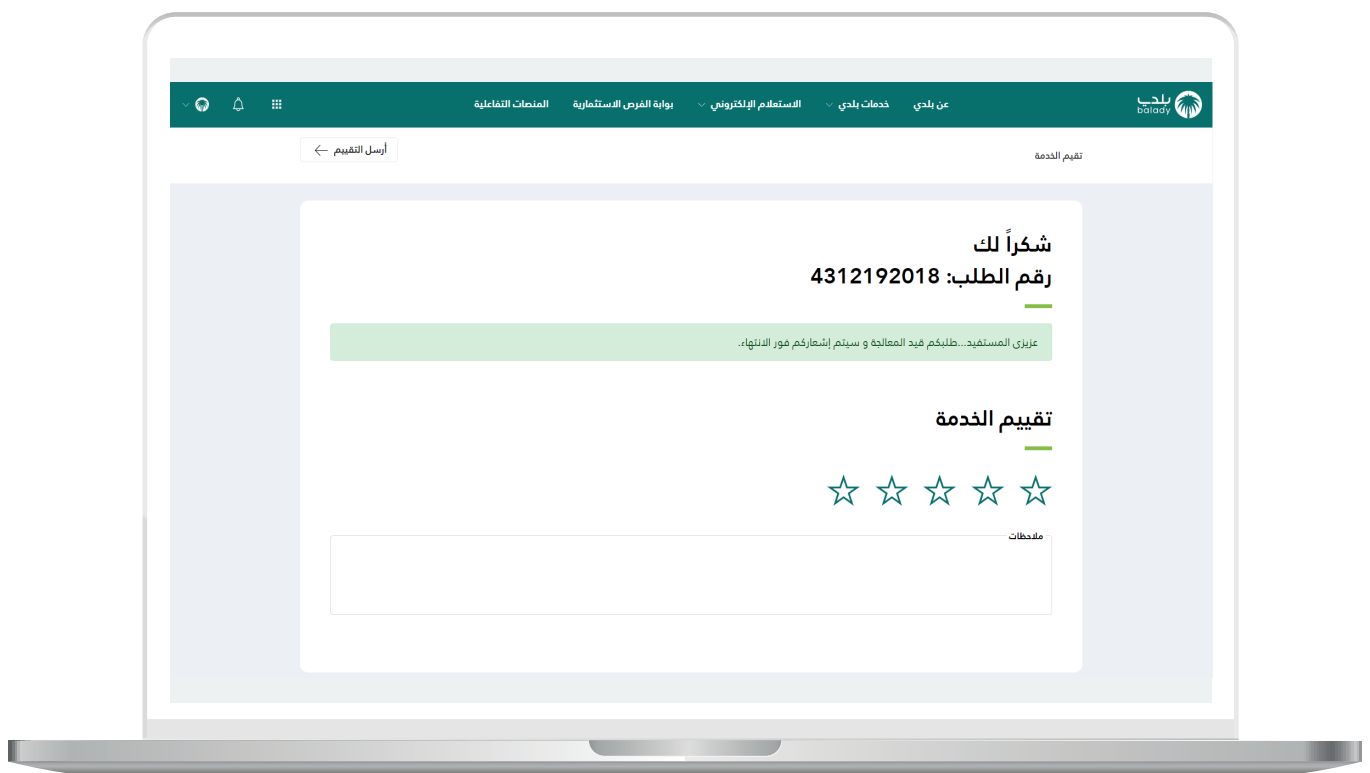 بلدي
balady
عن بلدي
خدمات بلدي
الاستعلام الإلكتروني
بوابة الفرص الاستثمارية
المنصات التفاعلية
تقيم الخدمة
أرسل التقييم
شكراً لك
رقم الطلب: 4312192018
عزيزي المستفيد...طلبكم قيد المعالجة و سيتم إشعاركم فور الانتهاء.
تقييم الخدمة
ملاحظات